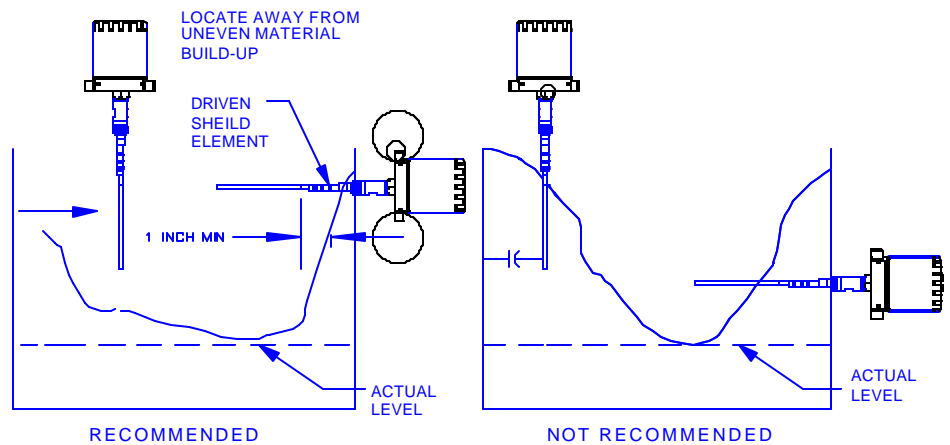 LOCATE AWAY FROM
UNEVEN MATERIAL
BUILD-UP
DRIVEN
SHEILD
ELEMENT
1 INCH MIN
ACTUAL
LEVEL
RECOMMENDED
ACTUAL
LEVEL
NOT RECOMMENDED